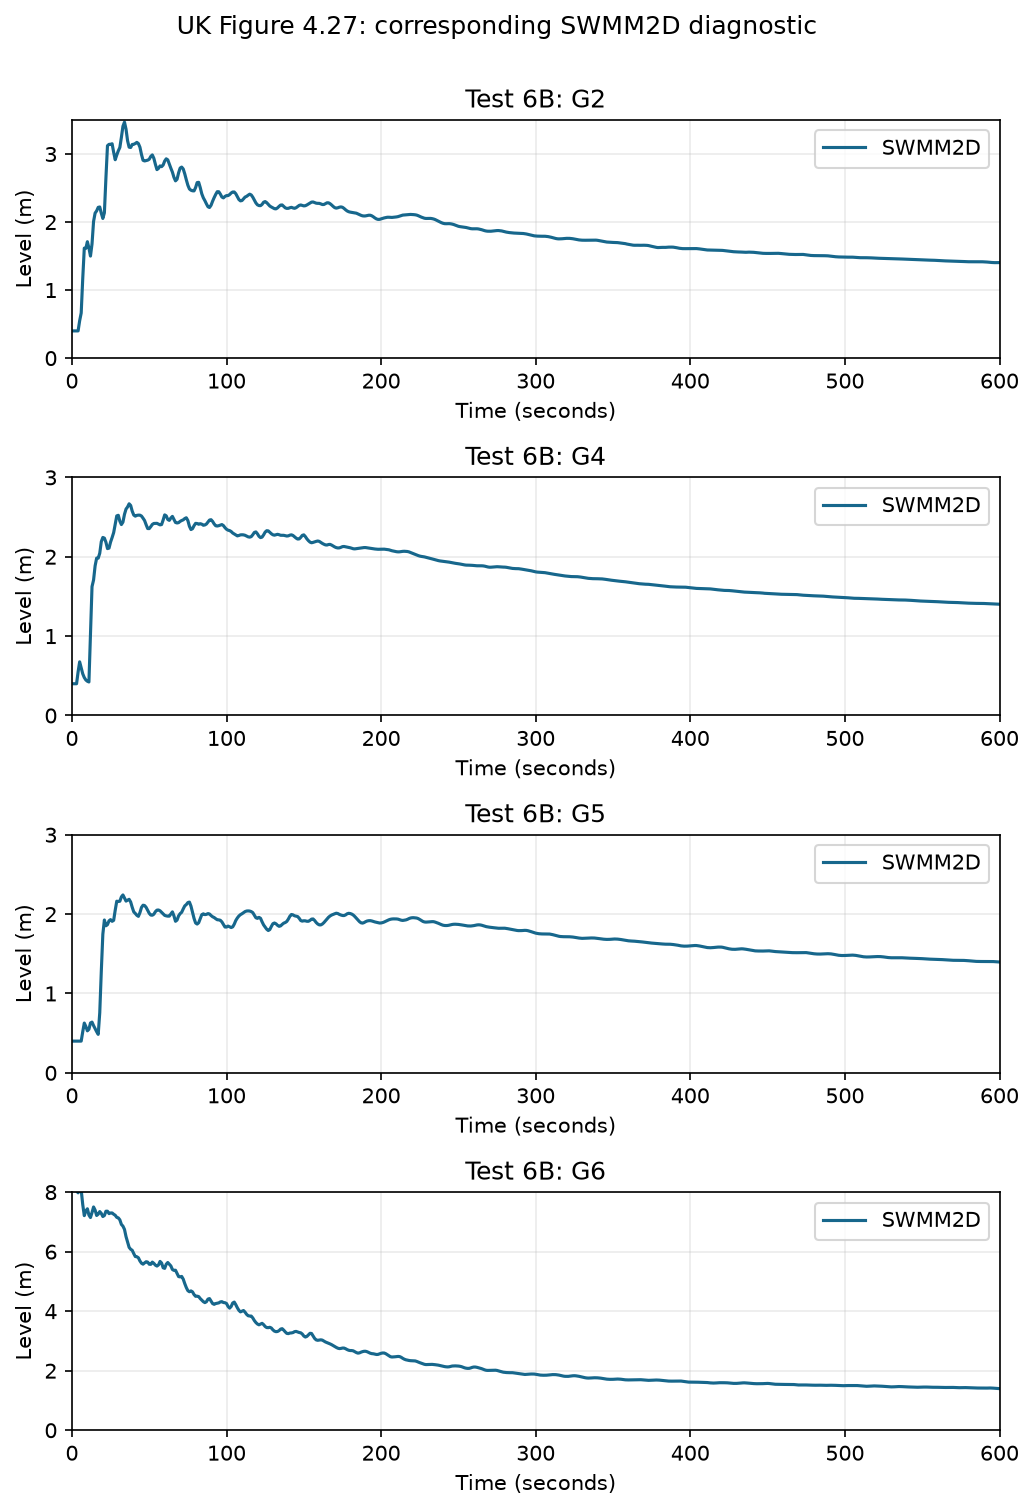 UK Figure 4.27: corresponding SWMM2D diagnostic
Test 6B: G2
SWMM2D
3
2
1
0
Level (m)
0 100 200 300 400 500 600
Time (seconds)
Test 6B: G4
SWMM2D
3
2
1
0
Level (m)
0 100 200 300 400 500 600
Time (seconds)
Test 6B: G5
SWMM2D
3
2
1
0
Level (m)
0 100 200 300 400 500 600
Time (seconds)
Test 6B: G6
SWMM2D
8
6
4
2
0
Level (m)
0 100 200 300 400 500 600
Time (seconds)